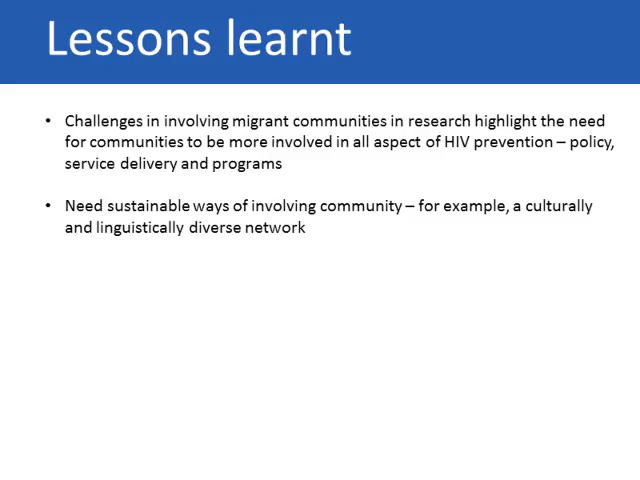 Lessons learnt
• Challenges in involving migrant communities in research highlight the need
for communities to be more involved in all aspect of HIV prevention – policy,
service delivery and programs
• Need sustainable ways of involving community – for example, a culturally
and linguistically diverse network